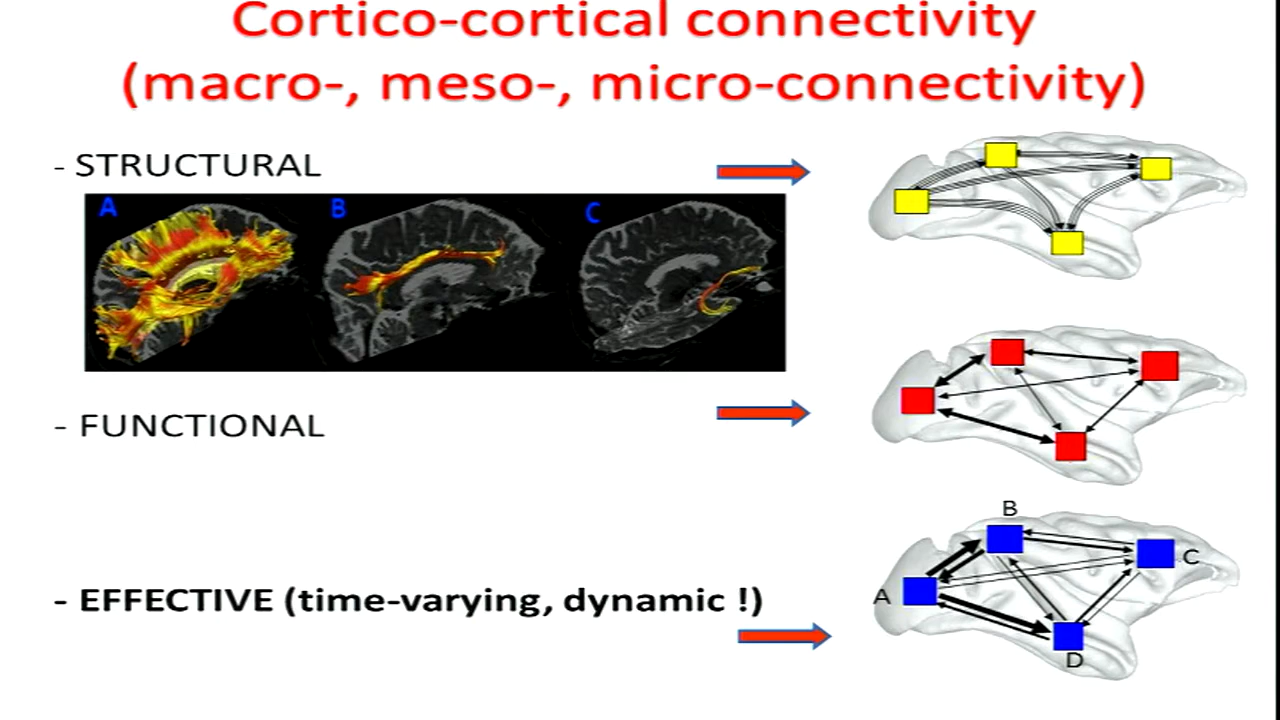 Cortico-cortical connectivity
(macro-, meso-, micro-connectivity)
- STRUCTURAL
A B C
- FUNCTIONAL
- EFFECTIVE (time-varying, dynamic !)
B
C
A
D